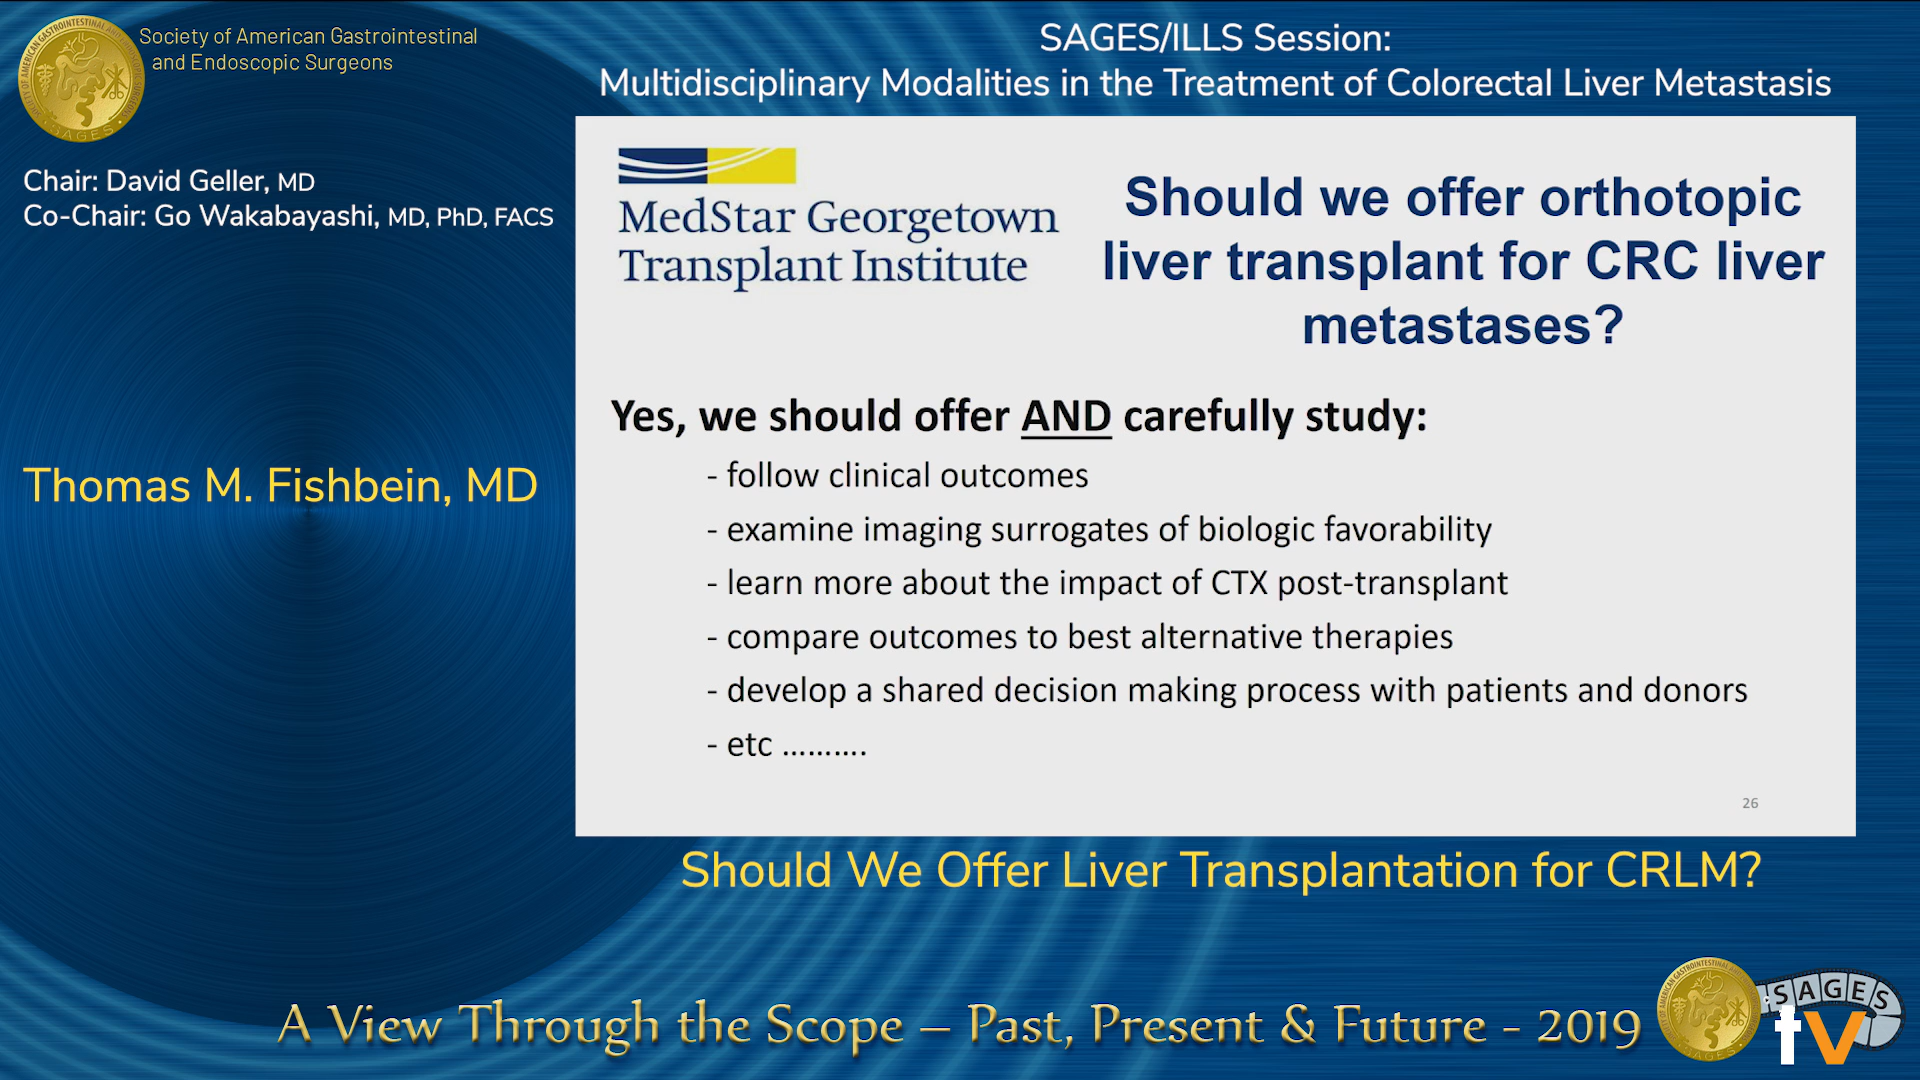 Society of American Gastrointestinal
and Endoscopic Surgeons
SAGES/ILLS Session:
Multidisciplinary Modalities in the Treatment of Colorectal Liver Metastasis
Chair: David Geller, MD
Co-Chair: Go Wakabayashi, MD, PhD, FACS
Thomas M. Fishbein, MD
MedStar Georgetown
Transplant Institute
Should we offer orthotopic
liver transplant for CRC liver
metastases?
Yes, we should offer AND carefully study:
- follow clinical outcomes
- examine imaging surrogates of biologic favorability
- learn more about the impact of CTX post-transplant
- compare outcomes to best alternative therapies
- develop a shared decision making process with patients and donors
- etc ..........
26
Should We Offer Liver Transplantation for CRLM?
A View Through the Scope – Past, Present & Future - 2019
SAGES
tv